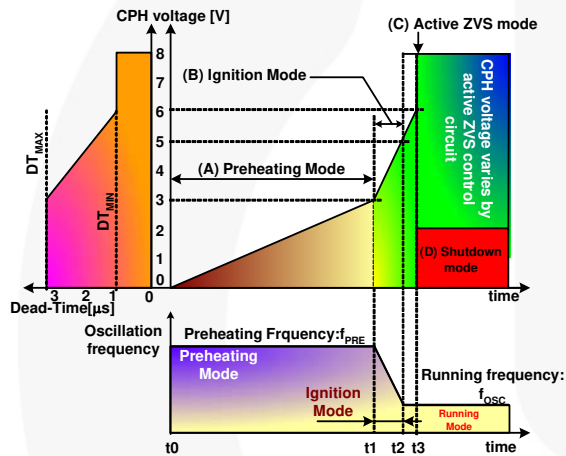 CPH voltage [V]
(C) Active ZVS mode
8
7
6
5
4
3
2
1
0
(B) Ignition Mode
(A) Preheating Mode
DT_MAX
DT_MIN
CPH voltage varies by
active ZVS control
circuit
(D) Shutdown
mode
3 2 1 0
Dead-Time[µs]
time
Oscillation
frequency
Preheating Frquency:f_PRE
Preheating
Mode
Ignition
Mode
Running frequency:
f_OSC
Running
Mode
t0 t1 t2 t3 time